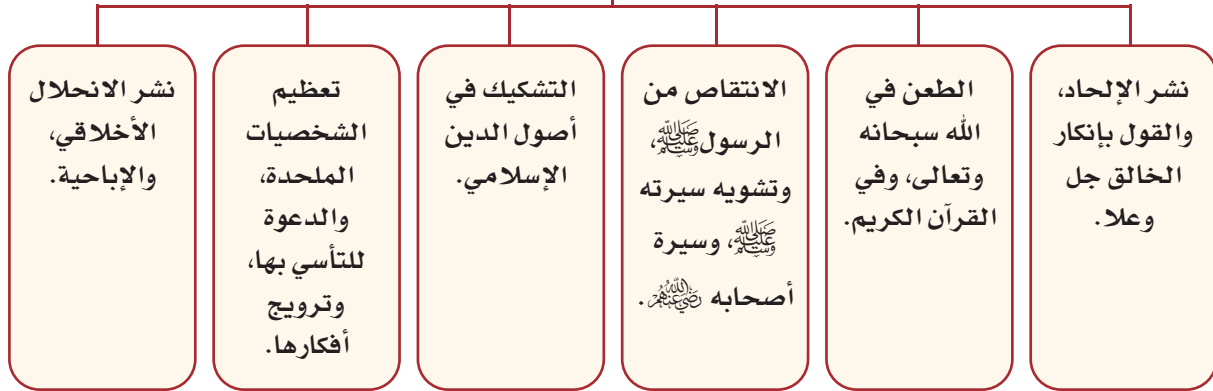 نشر الإلحاد،
والقول بإنكار
الخالق جل
وعلا.
الطعن في
الله سبحانه
وتعالى، وفي
القرآن الكريم.
الانتقاص من
الرسول ﷺ،
وتشويه سيرته
ﷺ، وسيرة
أصحابه رضي الله عنهم.
التشكيك في
أصول الدين
الإسلامي.
تعظيم
الشخصيات
الملحدة،
والدعوة
للتأسي بها،
وترويج
أفكارها.
نشر الانحلال
الأخلاقي،
والإباحية.